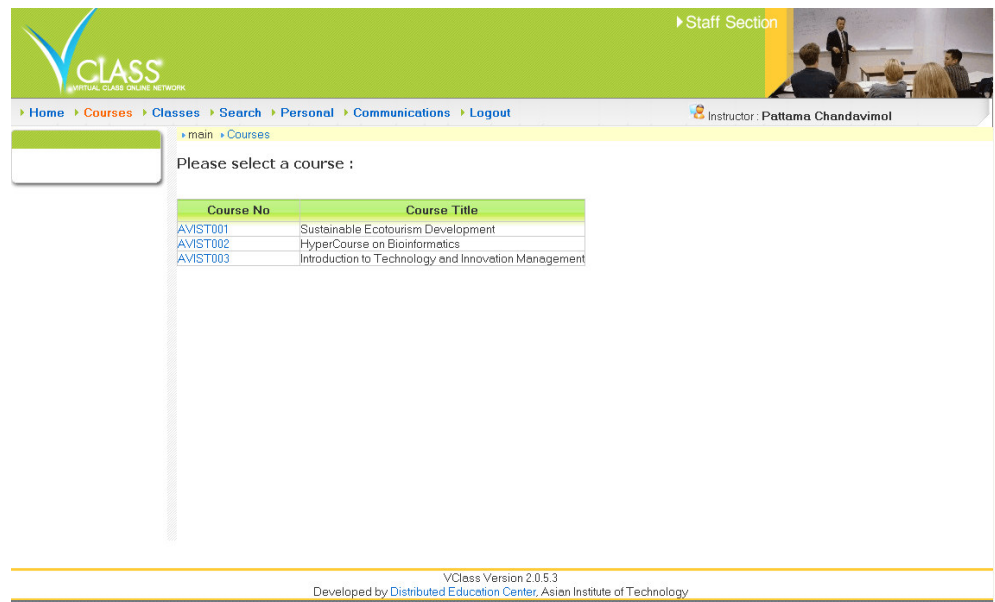 Staff Section
VCLASS
VIRTUAL CLASS ONLINE NETWORK
Home Courses Classes Search Personal Communications Logout
Instructor : Pattama Chandavimol
main Courses
Please select a course :
Course No Course Title
AVIST001 Sustainable Ecotourism Development
AVIST002 HyperCourse on Bioinformatics
AVIST003 Introduction to Technology and Innovation Management
VClass Version 2.0.5.3
Developed by Distributed Education Center, Asian Institute of Technology